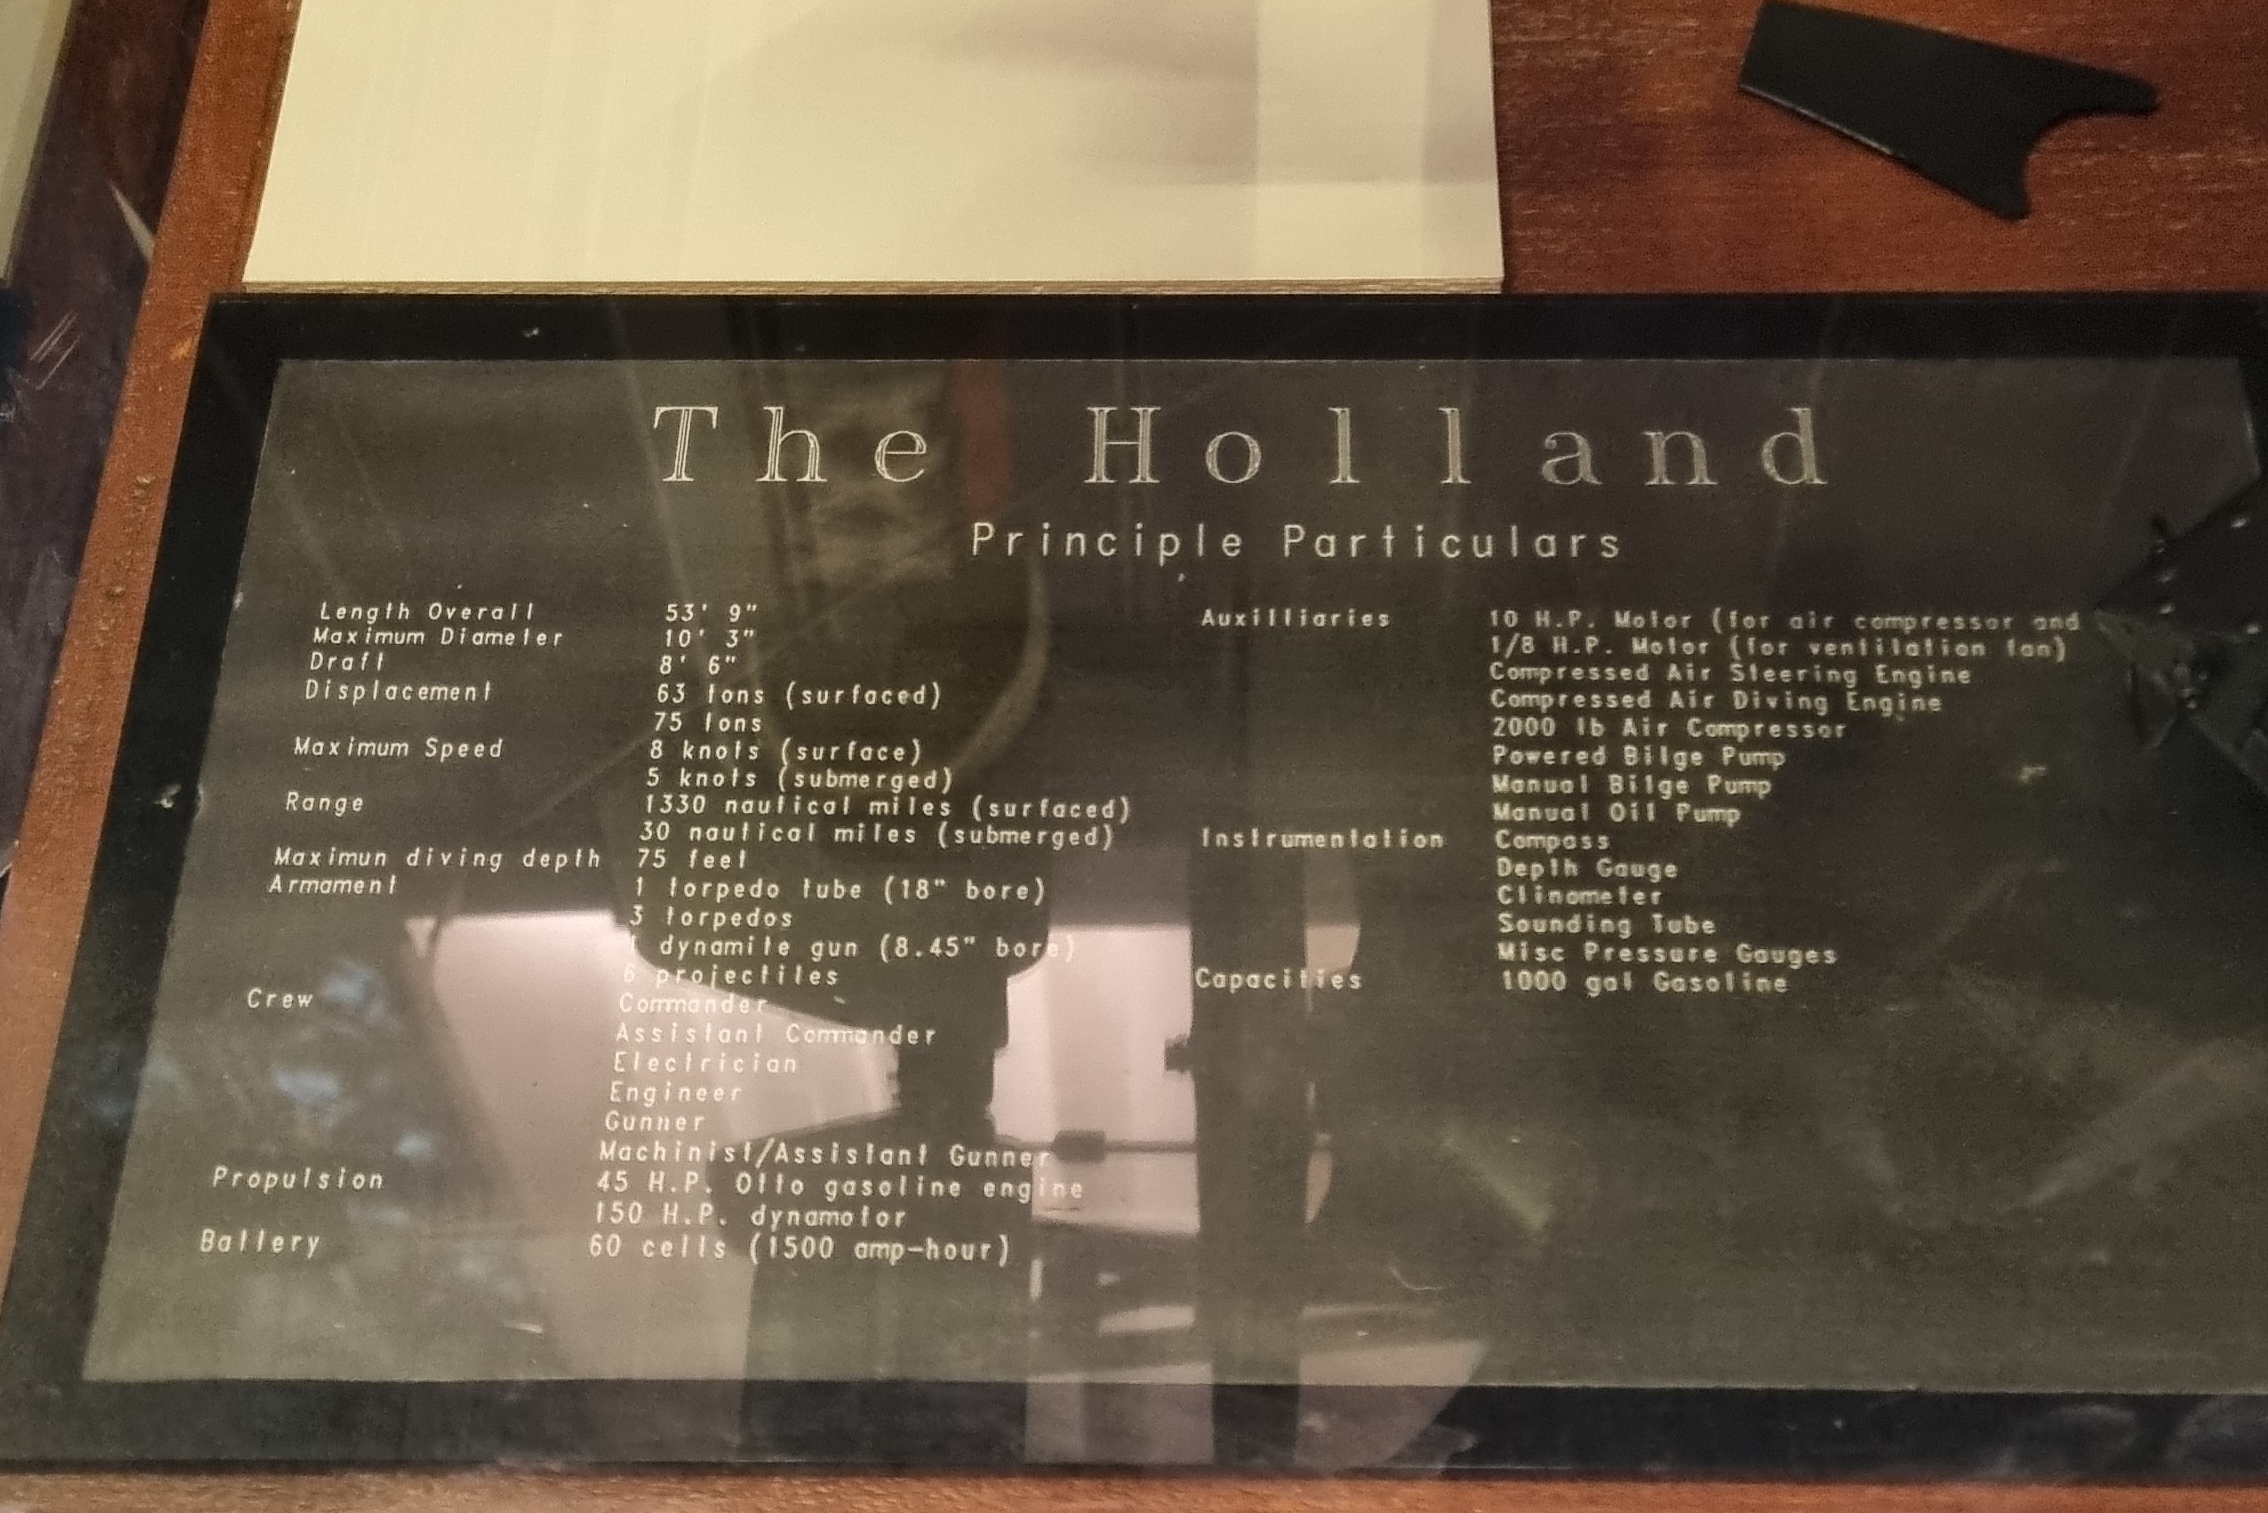 The Holland
Principle Particulars
Length Overall 53' 9"
Maximum Diameter 10' 3"
Draft 8' 6"
Displacement 63 tons (surfaced)
75 tons
Maximum Speed 8 knots (surface)
5 knots (submerged)
Range 1330 nautical miles (surfaced)
30 nautical miles (submerged)
Maximun diving depth 75 feet
Armament 1 torpedo tube (18" bore)
3 torpedos
1 dynamite gun (8.45" bore)
6 projectiles
Crew Commander
Assistant Commander
Electrician
Engineer
Gunner
Machinist/Assistant Gunner
Propulsion 45 H.P. Otto gasoline engine
150 H.P. dynamotor
Battery 60 cells (1500 amp-hour)
Auxilliaries 10 H.P. Motor (for air compressor and
1/8 H.P. Motor (for ventilation fan)
Compressed Air Steering Engine
Compressed Air Diving Engine
2000 lb Air Compressor
Powered Bilge Pump
Manual Bilge Pump
Manual Oil Pump
Instrumentation Compass
Depth Gauge
Clinometer
Sounding Tube
Misc Pressure Gauges
Capacities 1000 gal Gasoline